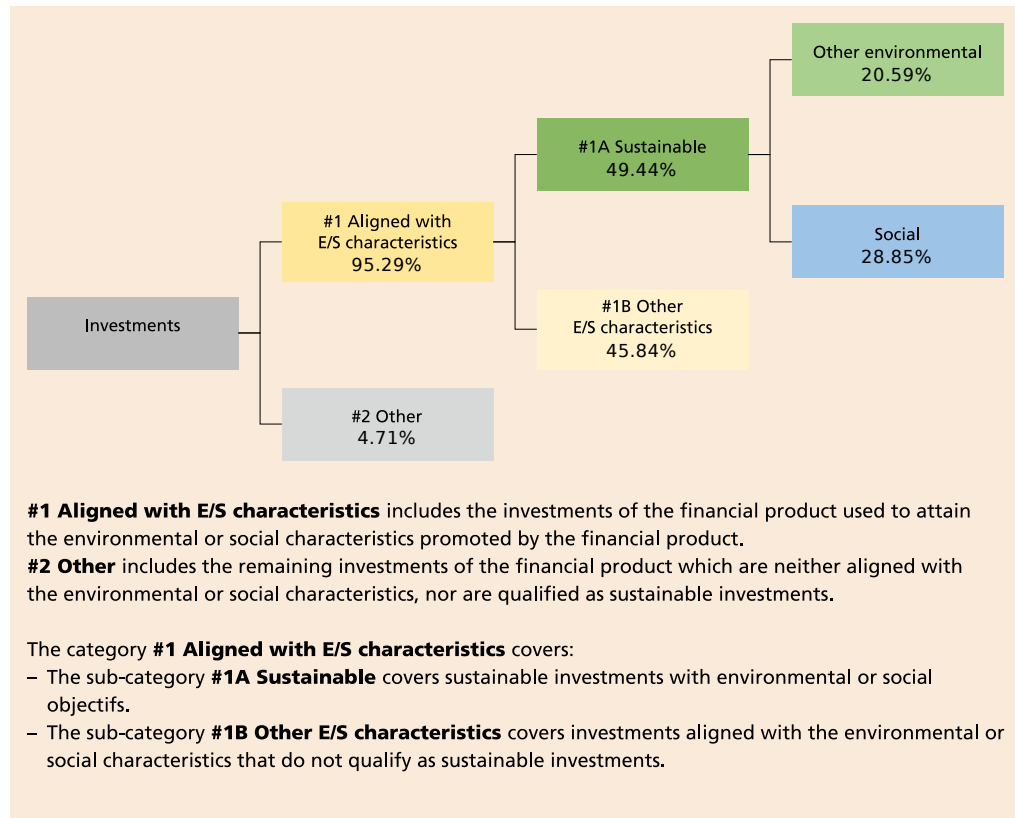 Other environmental
20.59%
#1A Sustainable
49.44%
#1 Aligned with
E/S characteristics
95.29%
Social
28.85%
Investments
#1B Other
E/S characteristics
45.84%
#2 Other
4.71%
#1 Aligned with E/S characteristics includes the investments of the financial product used to attain
the environmental or social characteristics promoted by the financial product.
#2 Other includes the remaining investments of the financial product which are neither aligned with
the environmental or social characteristics, nor are qualified as sustainable investments.
The category #1 Aligned with E/S characteristics covers:
– The sub-category #1A Sustainable covers sustainable investments with environmental or social
objectifs.
– The sub-category #1B Other E/S characteristics covers investments aligned with the environmental or
social characteristics that do not qualify as sustainable investments.